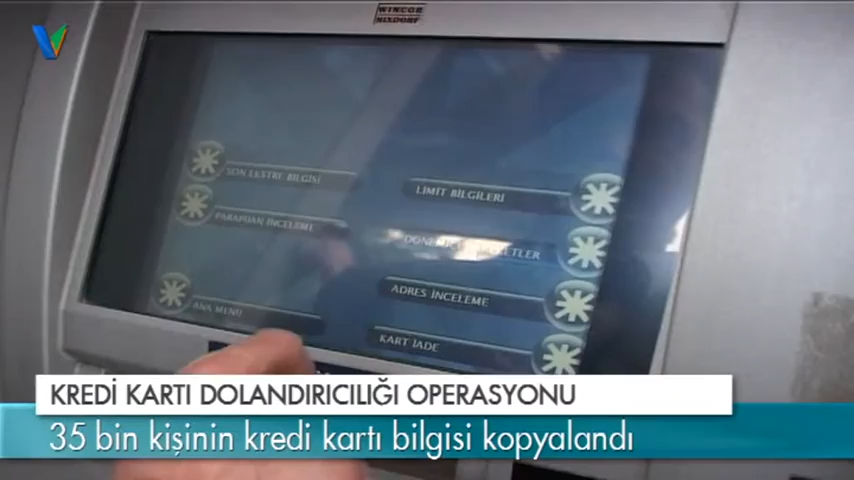 WINCOR
NIXDORF
SON EKSTRE BİLGİSİ
LİMİT BİLGİLERİ
PARAPUAN İNCELEME
ADRES İNCELEME
ANA MENÜ
KART İADE
KREDİ KARTI DOLANDIRICILIĞI OPERASYONU
35 bin kişinin kredi kartı bilgisi kopyalandı